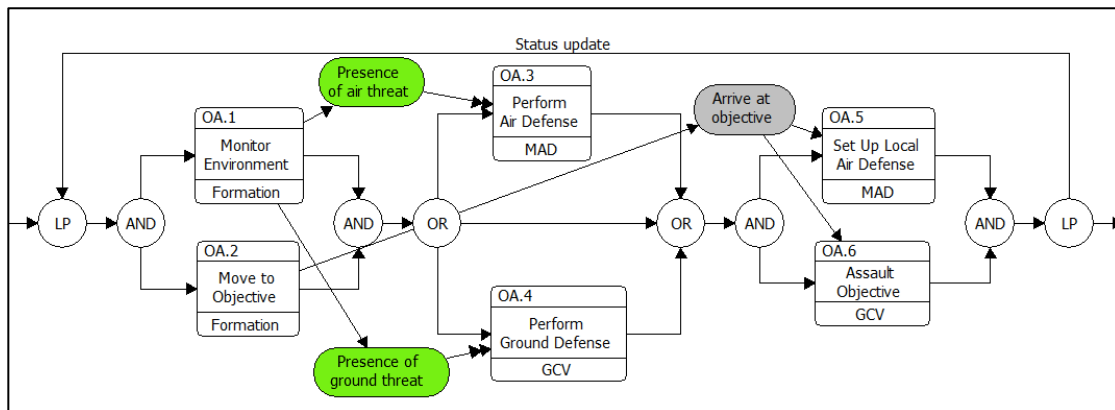 Status update
Presence
of air threat
OA.3
Perform
Air Defense
MAD
Arrive at
objective
OA.1
Monitor
Environment
Formation
OA.5
Set Up Local
Air Defense
MAD
LP
AND
AND
OR
OR
AND
AND
LP
OA.2
Move to
Objective
Formation
OA.6
Assault
Objective
GCV
OA.4
Perform
Ground Defense
GCV
Presence of
ground threat